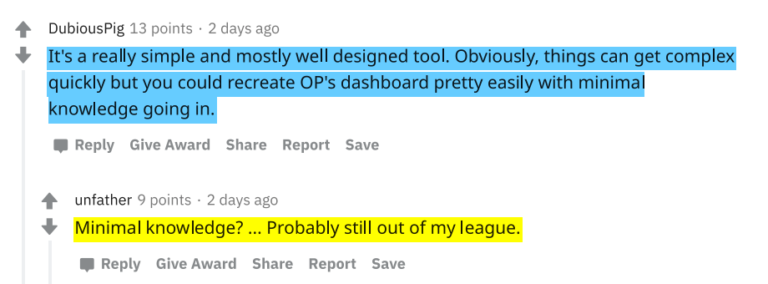 DubiousPig 13 points · 2 days ago
It's a really simple and mostly well designed tool. Obviously, things can get complex
quickly but you could recreate OP's dashboard pretty easily with minimal
knowledge going in.
Reply Give Award Share Report Save
unfather 9 points · 2 days ago
Minimal knowledge? ... Probably still out of my league.
Reply Give Award Share Report Save